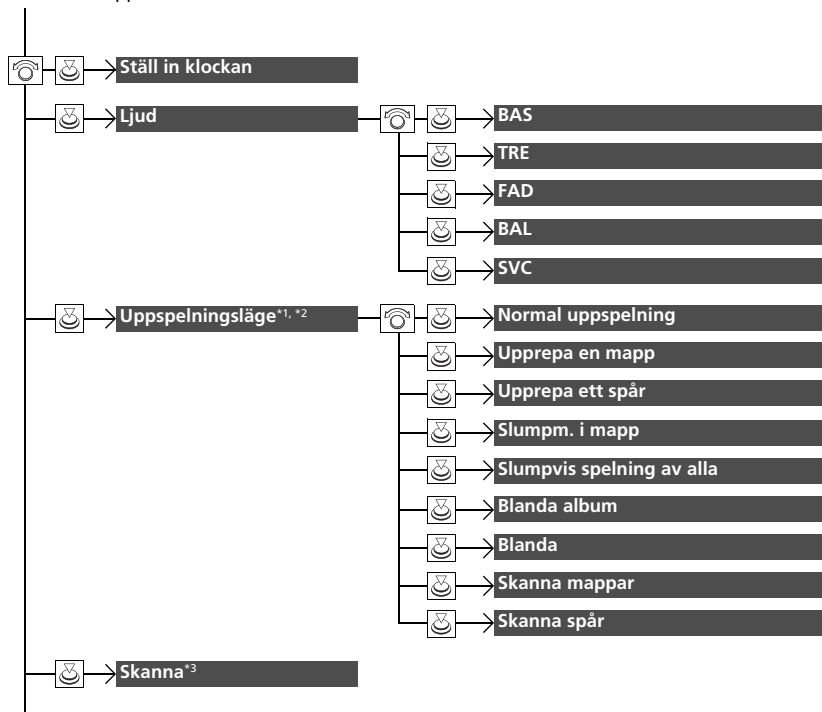 Ställ in klockan
Ljud
BAS
TRE
FAD
BAL
SVC
Uppspelningsläge*1, *2
Normal uppspelning
Upprepa en mapp
Upprepa ett spår
Slumpm. i mapp
Slumpvis spelning av alla
Blanda album
Blanda
Skanna mappar
Skanna spår
Skanna*3